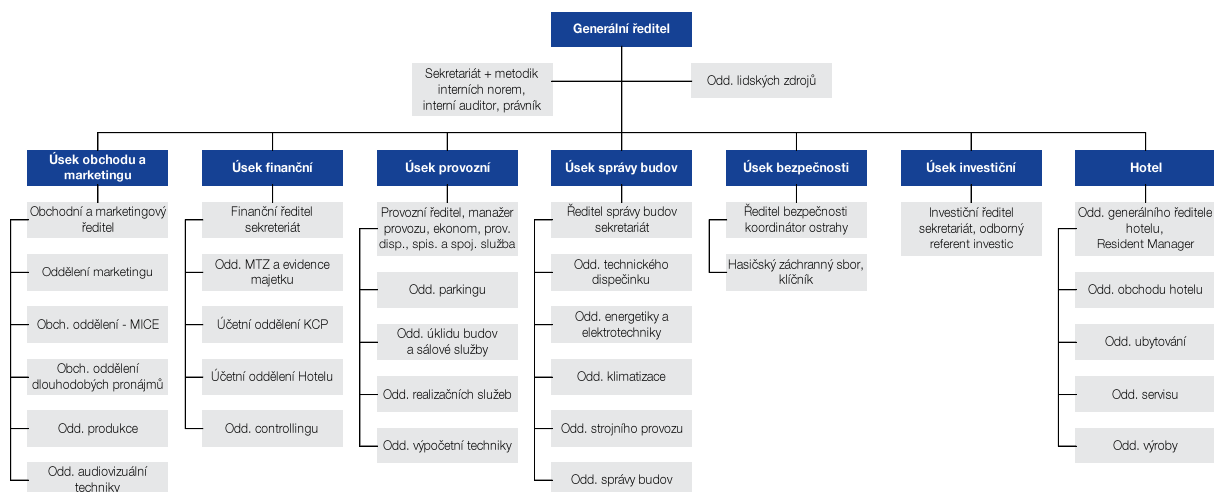 Generální ředitel
Sekretariát + metodik
interních norem,
interní auditor, právník
Odd. lidských zdrojů
Úsek obchodu a
marketingu
Obchodní a marketingový
ředitel
Oddělení marketingu
Obch. oddělení - MICE
Obch. oddělení
dlouhodobých pronájmů
Odd. produkce
Odd. audiovizuální
techniky
Úsek finanční
Finanční ředitel
sekreteriát
Odd. MTZ a evidence
majetku
Účetní oddělení KCP
Účetní oddělení Hotelu
Odd. controllingu
Úsek provozní
Provozní ředitel, manažer
provozu, ekonom, prov.
disp., spis. a spoj. služba
Odd. parkingu
Odd. úklidu budov
a sálové služby
Odd. realizačních služeb
Odd. výpočetní techniky
Úsek správy budov
Ředitel správy budov
sekretariát
Odd. technického
dispečinku
Odd. energetiky a
elektrotechniky
Odd. klimatizace
Odd. strojního provozu
Odd. správy budov
Úsek bezpečnosti
Ředitel bezpečnosti
koordinátor ostrahy
Hasičský záchranný sbor,
klíčník
Úsek investiční
Investiční ředitel
sekretariát, odborný
referent investic
Hotel
Odd. generálního ředitele
hotelu,
Resident Manager
Odd. obchodu hotelu
Odd. ubytování
Odd. servisu
Odd. výroby